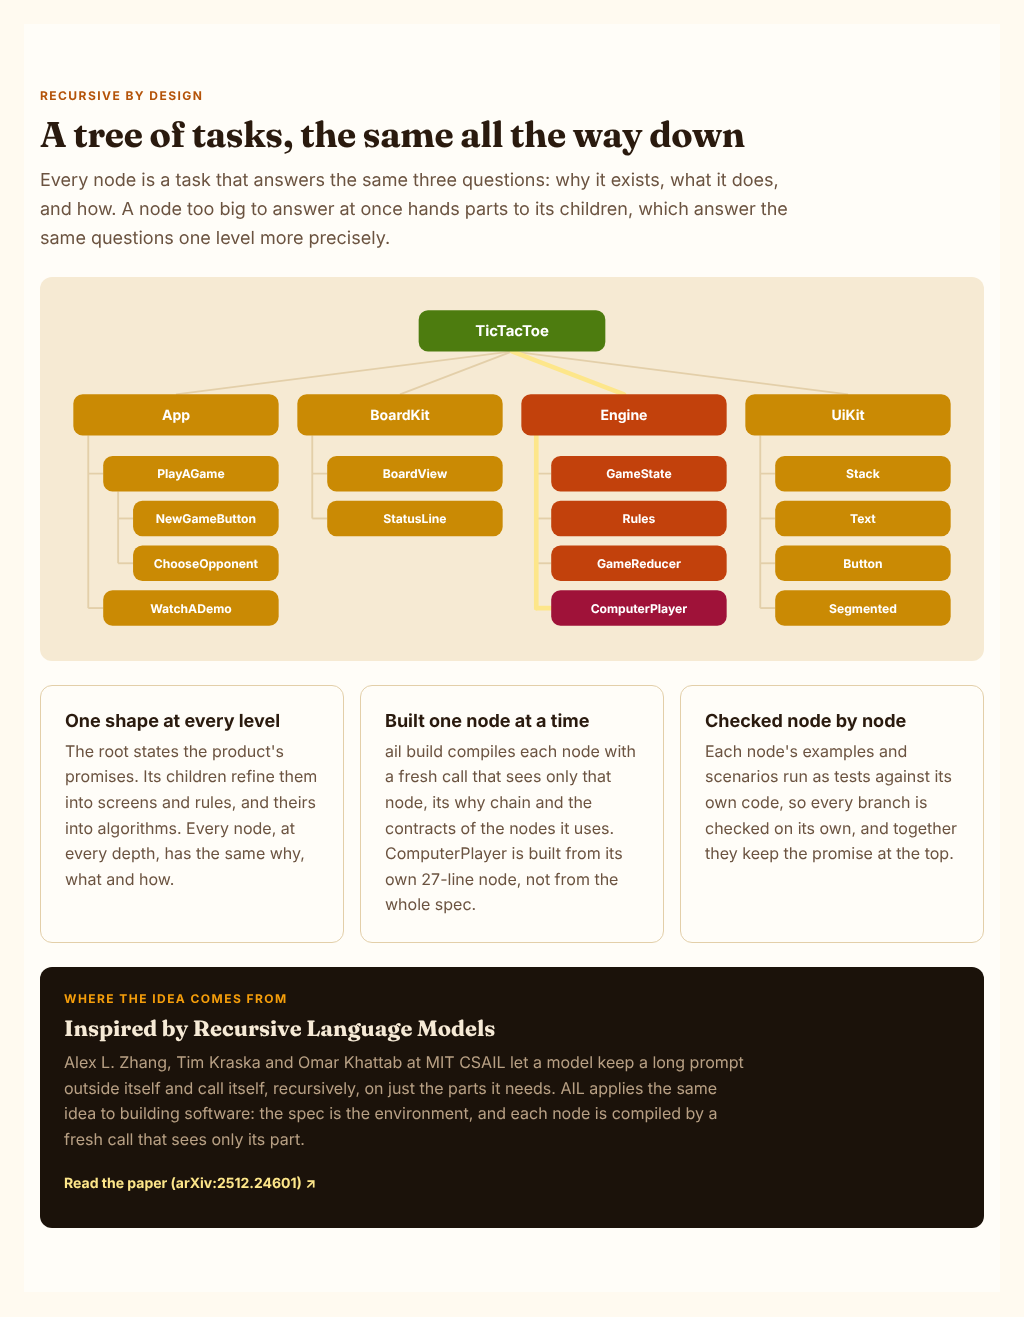 RECURSIVE BY DESIGN
A tree of tasks, the same all the way down
Every node is a task that answers the same three questions: why it exists, what it does,
and how. A node too big to answer at once hands parts to its children, which answer the
same questions one level more precisely.
TicTacToe
App
BoardKit
Engine
UiKit
PlayAGame
BoardView
GameState
Stack
NewGameButton
StatusLine
Rules
Text
ChooseOpponent
GameReducer
Button
WatchADemo
ComputerPlayer
Segmented
One shape at every level
The root states the product's
promises. Its children refine them
into screens and rules, and theirs
into algorithms. Every node, at
every depth, has the same why,
what and how.
Built one node at a time
ail build compiles each node with
a fresh call that sees only that
node, its why chain and the
contracts of the nodes it uses.
ComputerPlayer is built from its
own 27-line node, not from the
whole spec.
Checked node by node
Each node's examples and
scenarios run as tests against its
own code, so every branch is
checked on its own, and together
they keep the promise at the top.
WHERE THE IDEA COMES FROM
Inspired by Recursive Language Models
Alex L. Zhang, Tim Kraska and Omar Khattab at MIT CSAIL let a model keep a long prompt
outside itself and call itself, recursively, on just the parts it needs. AIL applies the same
idea to building software: the spec is the environment, and each node is compiled by a
fresh call that sees only its part.
Read the paper (arXiv:2512.24601) ↗